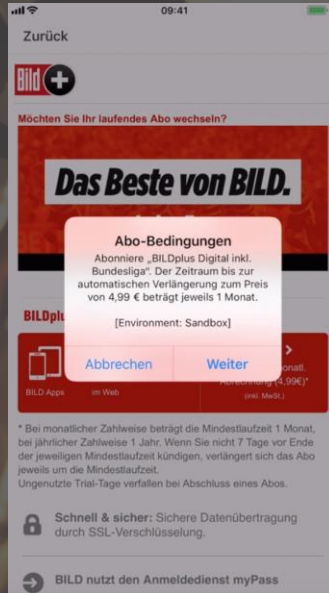 09:41
Zurück
Bild +
Möchten Sie Ihr laufendes Abo wechseln?
Das Beste von BILD.
Abo-Bedingungen
Abonniere „BILDplus Digital inkl.
Bundesliga“. Der Zeitraum bis zur
automatischen Verlängerung zum Preis
von 4,99 € beträgt jeweils 1 Monat.
[Environment: Sandbox]
Abbrechen Weiter
BILD Apps
im Web
Abrechnung (4,99€)*
(inkl. MwSt.)
* Bei monatlicher Zahlweise beträgt die Mindestlaufzeit 1 Monat,
bei jährlicher Zahlweise 1 Jahr. Wenn Sie nicht 7 Tage vor Ende
der jeweiligen Mindestlaufzeit kündigen, verlängert sich das Abo
jeweils um die Mindestlaufzeit.
Ungenutzte Trial-Tage verfallen bei Abschluss eines Abos.
Schnell & sicher: Sichere Datenübertragung
durch SSL-Verschlüsselung.
BILD nutzt den Anmeldedienst myPass